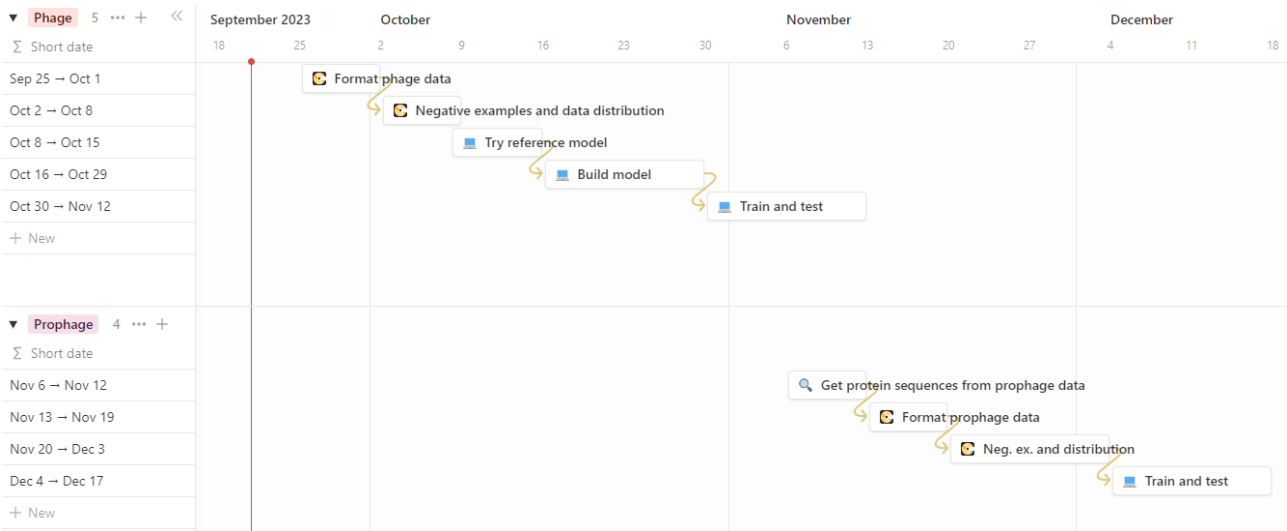 Phage 5 ··· +
September 2023 October November December
Σ Short date
18 25 2 9 16 23 30 6 13 20 27 4 11 18
Sep 25 → Oct 1
Format phage data
Oct 2 → Oct 8
Negative examples and data distribution
Oct 8 → Oct 15
Try reference model
Oct 16 → Oct 29
Build model
Oct 30 → Nov 12
Train and test
+ New
Prophage 4 ··· +
Σ Short date
Nov 6 → Nov 12
Get protein sequences from prophage data
Nov 13 → Nov 19
Format prophage data
Nov 20 → Dec 3
Neg. ex. and distribution
Dec 4 → Dec 17
Train and test
+ New